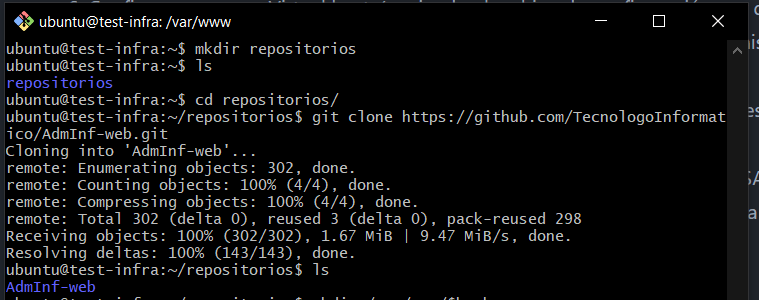 ubuntu@test-infra: /var/www
ubuntu@test-infra:~$ mkdir repositorios
ubuntu@test-infra:~$ ls
repositorios
ubuntu@test-infra:~$ cd repositorios/
ubuntu@test-infra:~/repositorios$ git clone https://github.com/TecnologoInformat
ico/AdmInf-web.git
Cloning into 'AdmInf-web'...
remote: Enumerating objects: 302, done.
remote: Counting objects: 100% (4/4), done.
remote: Compressing objects: 100% (4/4), done.
remote: Total 302 (delta 0), reused 3 (delta 0), pack-reused 298
Receiving objects: 100% (302/302), 1.67 MiB | 9.47 MiB/s, done.
Resolving deltas: 100% (143/143), done.
ubuntu@test-infra:~/repositorios$ ls
AdmInf-web